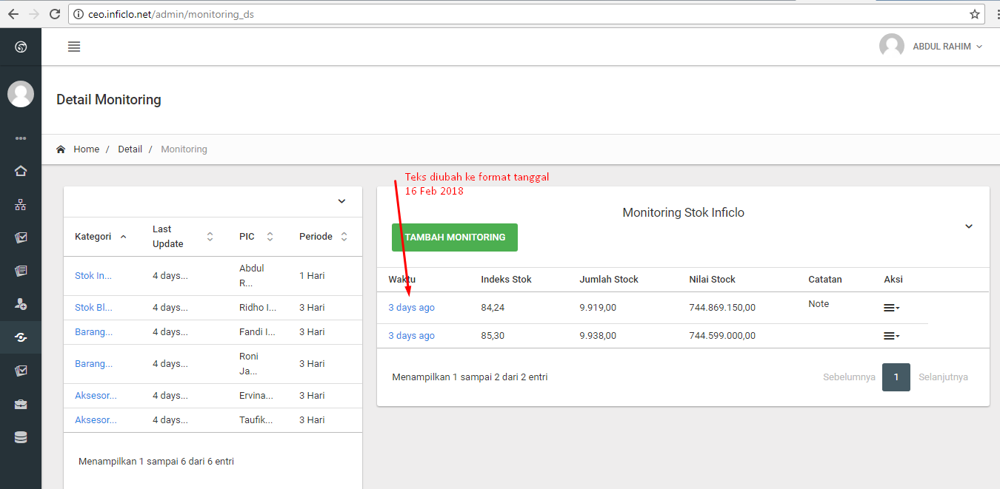 ceo.inficlo.net/admin/monitoring_ds
ABDUL RAHIM
Detail Monitoring
Home / Detail / Monitoring
Teks diubah ke format tanggal
16 Feb 2018
Kategori Last Update PIC Periode
Stok In... 4 days... Abdul R... 1 Hari
Stok Bl... 4 days... Ridho I... 3 Hari
Barang... 4 days... Fandi I... 3 Hari
Barang... 4 days... Roni Ja... 3 Hari
Aksesor... 4 days... Ervina... 3 Hari
Aksesor... 4 days... Taufik... 3 Hari
Menampilkan 1 sampai 6 dari 6 entri
Monitoring Stok Inficlo
TAMBAH MONITORING
Waktu Indeks Stok Jumlah Stock Nilai Stock Catatan Aksi
3 days ago 84,24 9.919,00 744.869.150,00 Note
3 days ago 85,30 9.938,00 744.599.000,00
Menampilkan 1 sampai 2 dari 2 entri
Sebelumnya 1 Selanjutnya